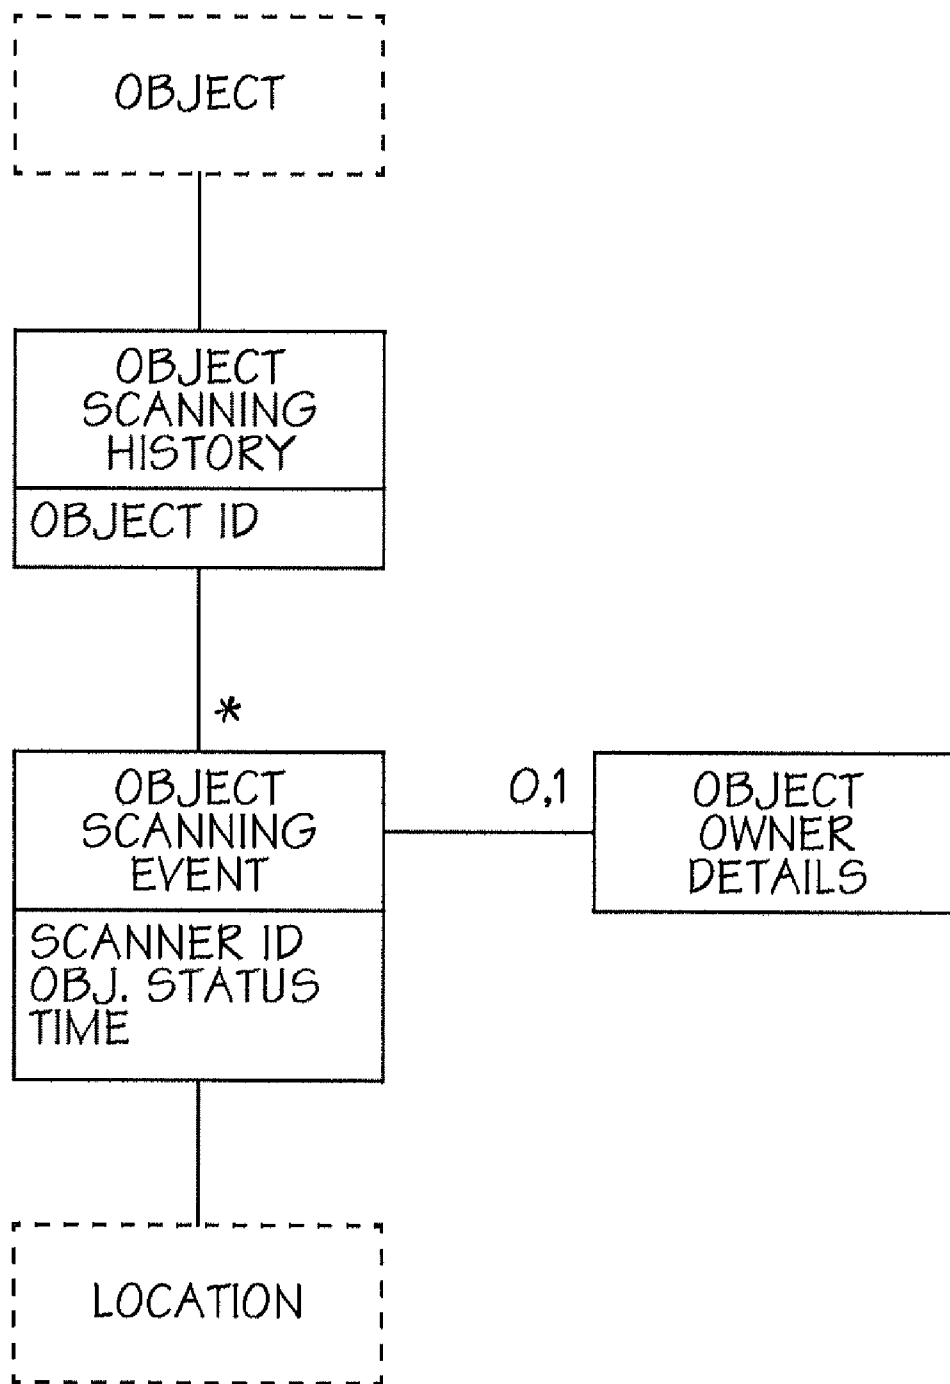 OBJECT
OBJECT
SCANNING
HISTORY
OBJECT ID
*
OBJECT
SCANNING
EVENT
0,1
OBJECT
OWNER
DETAILS
SCANNER ID
OBJ. STATUS
TIME
LOCATION